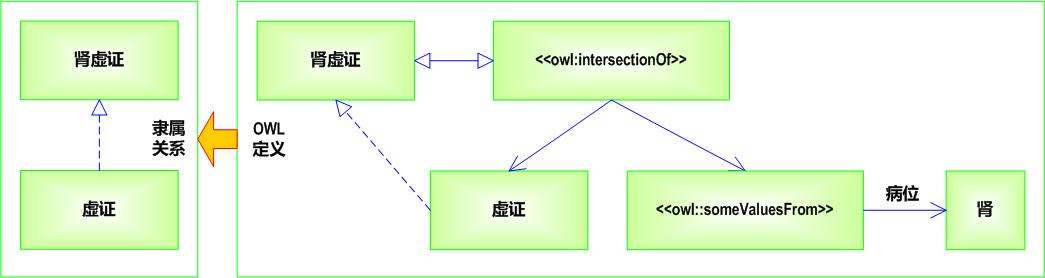 肾虚证
虚证
隶属
关系
OWL
定义
肾虚证
<<owl:intersectionOf>>
虚证
<<owl::someValuesFrom>>
病位
肾